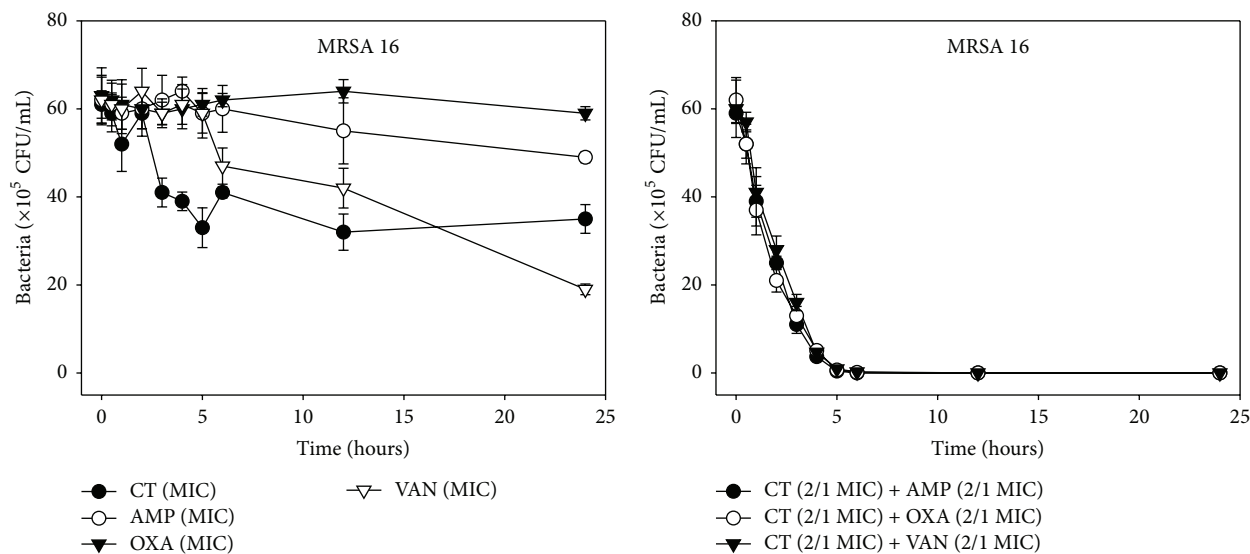 80
60
40
20
0
Bacteria (×10⁵ CFU/mL)
MRSA 16
0 5 10 15 20 25
Time (hours)
CT (MIC)
AMP (MIC)
OXA (MIC)
VAN (MIC)
80
60
40
20
0
Bacteria (×10⁵ CFU/mL)
MRSA 16
0 5 10 15 20 25
Time (hours)
CT (2/1 MIC) + AMP (2/1 MIC)
CT (2/1 MIC) + OXA (2/1 MIC)
CT (2/1 MIC) + VAN (2/1 MIC)